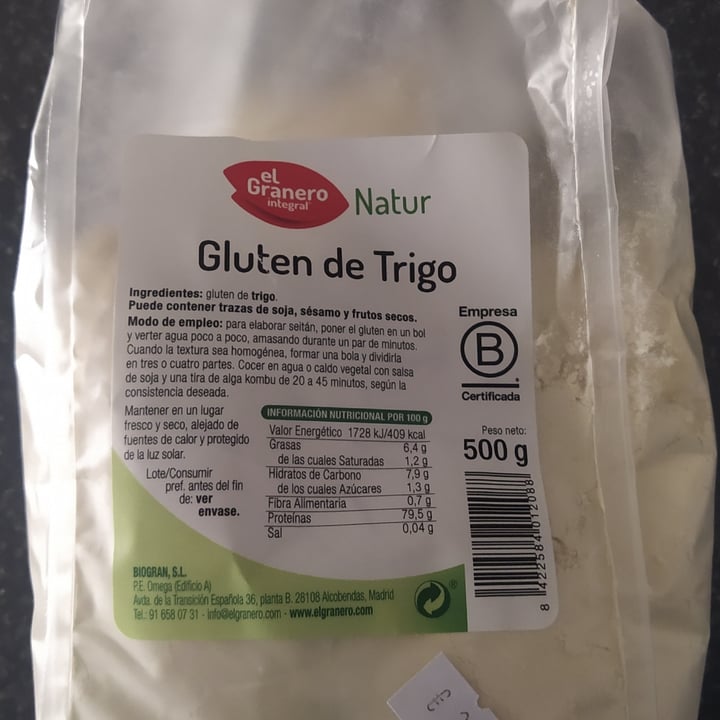 el
Granero
integral
Natur
Gluten de Trigo
Ingredientes: gluten de trigo.
Puede contener trazas de soja, sésamo y frutos secos.
Modo de empleo: para elaborar seitán, poner el gluten en un bol
y verter agua poco a poco, amasando durante un par de minutos.
Cuando la textura sea homogénea, formar una bola y dividirla
en tres o cuatro partes. Cocer en agua o caldo vegetal con salsa
de soja y una tira de alga kombu de 20 a 45 minutos, según la
consistencia deseada.
Mantener en un lugar
fresco y seco, alejado de
fuentes de calor y protegido
de la luz solar.
Lote/Consumir
pref. antes del fin
de: ver
envase.
INFORMACIÓN NUTRICIONAL POR 100 g
Valor Energético 1728 kJ/409 kcal
Grasas 6,4 g
de las cuales Saturadas 1,2 g
Hidratos de Carbono 7,9 g
de los cuales Azúcares 1,3 g
Fibra Alimentaria 0,7 g
Proteínas 79,5 g
Sal 0,04 g
Empresa
B
Certificada
Peso neto:
500 g
8 422584 012088
BIOGRAN, S.L.
P.E. Omega (Edificio A)
Avda. de la Transición Española 36, planta B. 28108 Alcobendas, Madrid
Tel.: 91 658 07 31 - info@elgranero.com - www.elgranero.com
®